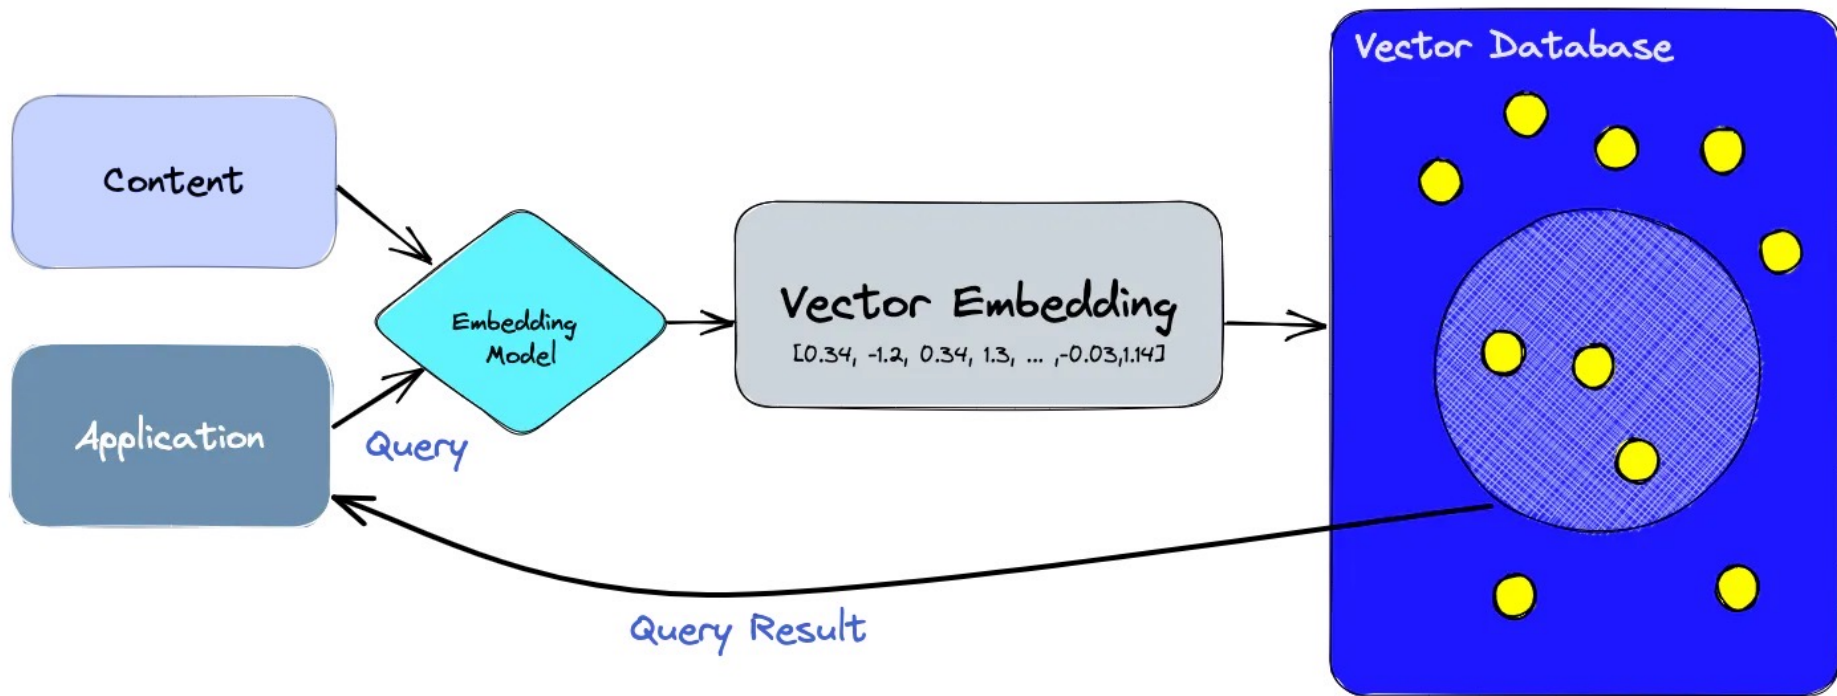 Vector Database
Content
Embedding
Model
Vector Embedding
[0.34, -1.2, 0.34, 1.3, ... ,-0.03,1.14]
Application
Query
Query Result